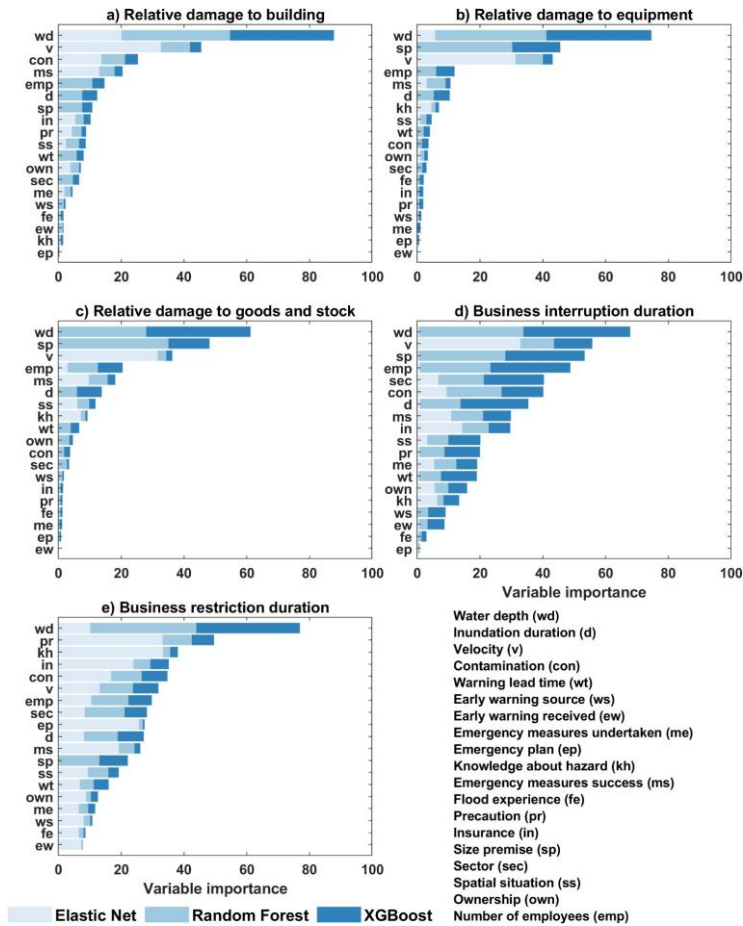 a) Relative damage to building
wd
v
con
ms
emp
d
sp
in
pr
ss
wt
own
sec
me
ws
fe
ew
kh
ep
0 20 40 60 80 100
b) Relative damage to equipment
wd
sp
v
emp
ms
d
kh
ss
wt
con
own
sec
fe
in
pr
ws
me
ep
ew
0 20 40 60 80 100
c) Relative damage to goods and stock
wd
sp
v
emp
ms
d
ss
kh
wt
own
con
sec
ws
in
pr
fe
me
ep
ew
0 20 40 60 80 100
d) Business interruption duration
wd
v
sp
emp
sec
con
d
ms
in
ss
pr
me
wt
own
kh
ws
ew
fe
ep
0 20 40 60 80 100
Variable importance
e) Business restriction duration
wd
pr
kh
in
con
v
emp
sec
ep
d
ms
sp
ss
wt
own
me
ws
fe
ew
0 20 40 60 80 100
Variable importance
Water depth (wd)
Inundation duration (d)
Velocity (v)
Contamination (con)
Warning lead time (wt)
Early warning source (ws)
Early warning received (ew)
Emergency measures undertaken (me)
Emergency plan (ep)
Knowledge about hazard (kh)
Emergency measures success (ms)
Flood experience (fe)
Precaution (pr)
Insurance (in)
Size premise (sp)
Sector (sec)
Spatial situation (ss)
Ownership (own)
Number of employees (emp)
Elastic Net Random Forest XGBoost